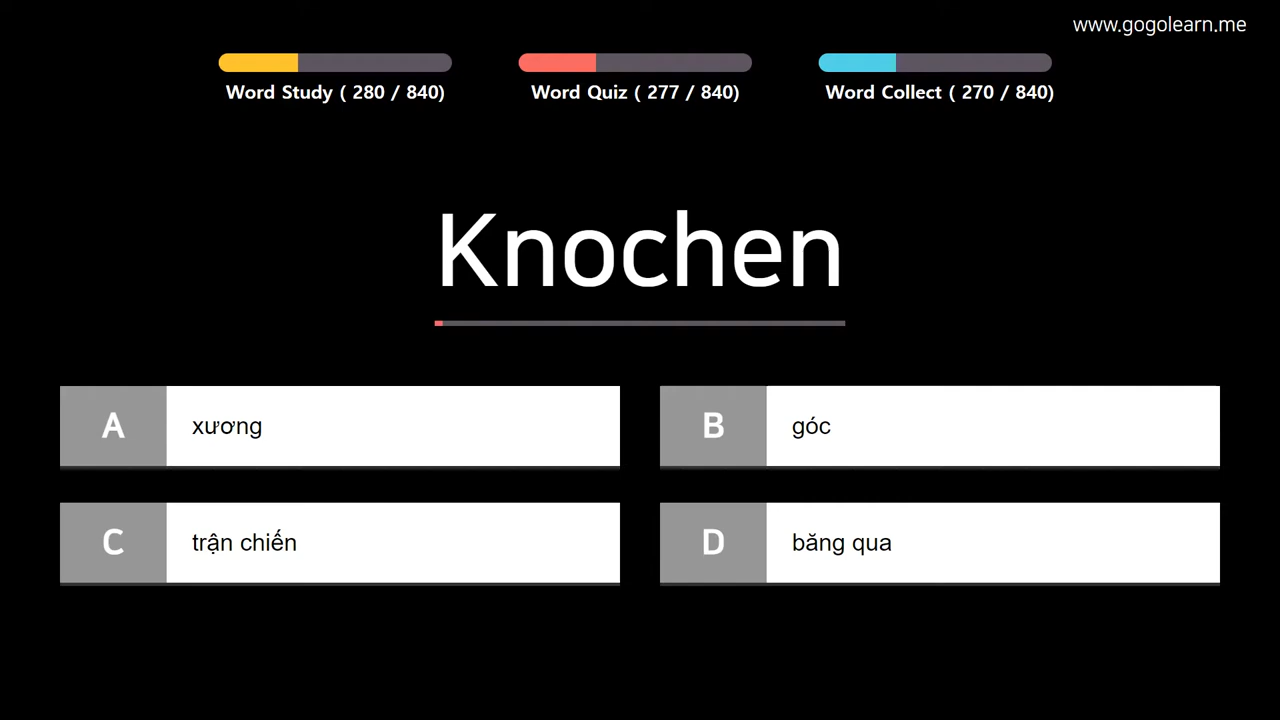 www.gogolearn.me
Word Study ( 280 / 840)
Word Quiz ( 277 / 840)
Word Collect ( 270 / 840)
Knochen
A xương
B góc
C trận chiến
D băng qua